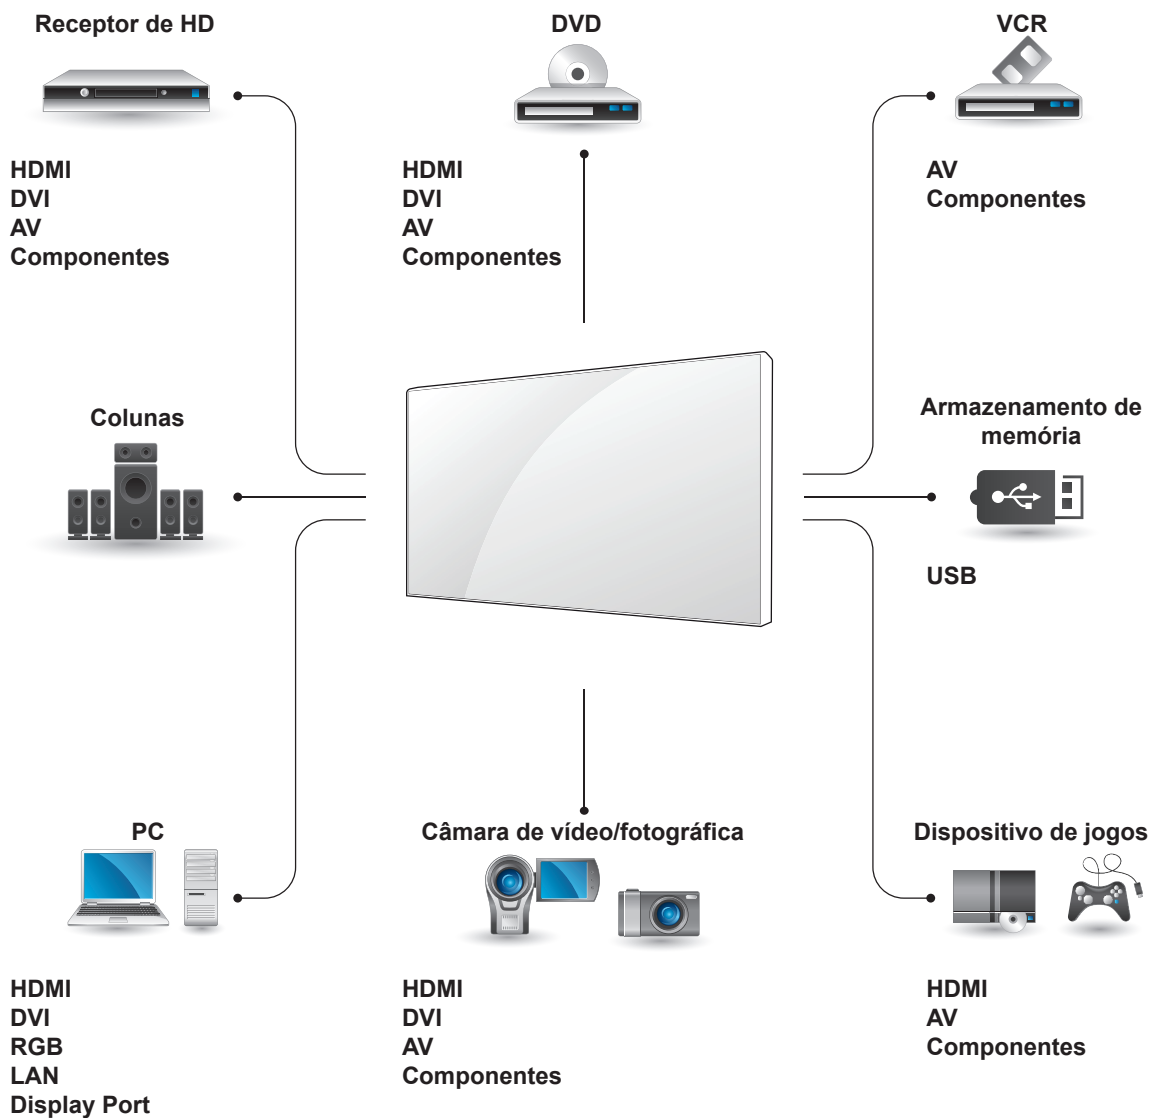 Receptor de HD
HDMI
DVI
AV
Componentes
DVD
HDMI
DVI
AV
Componentes
VCR
AV
Componentes
Colunas
Armazenamento de
memória
USB
PC
HDMI
DVI
RGB
LAN
Display Port
Câmara de vídeo/fotográfica
HDMI
DVI
AV
Componentes
Dispositivo de jogos
HDMI
AV
Componentes